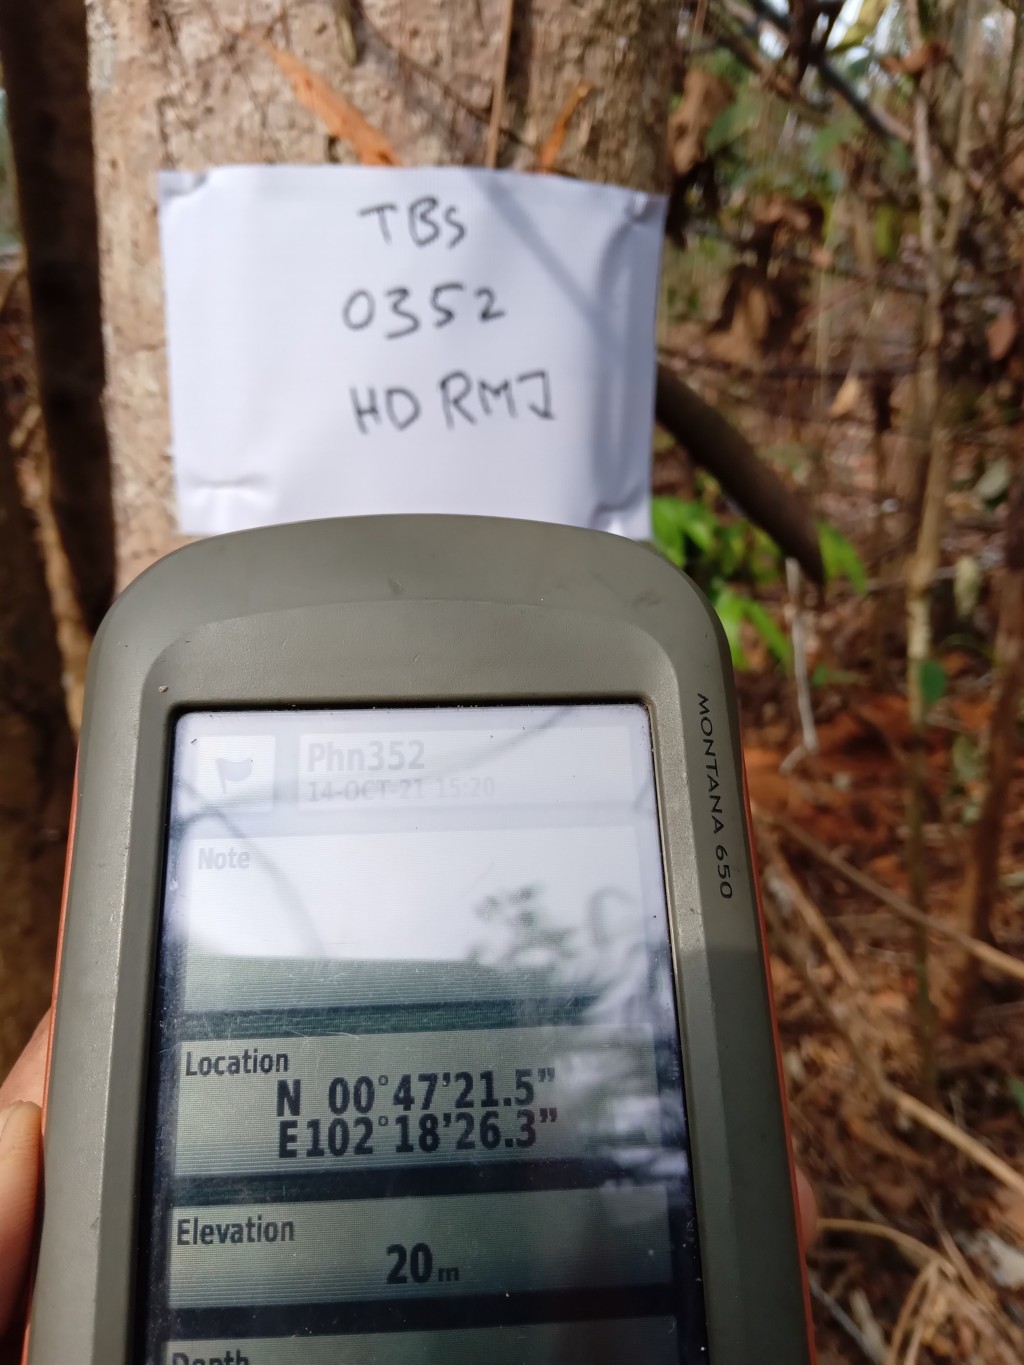 TBS
0352
HD RMJ
MONTANA 650
Phn352
14-OCT-21 15:20
Note
Location
N 00°47'21.5"
E102°18'26.3"
Elevation
20m
Depth